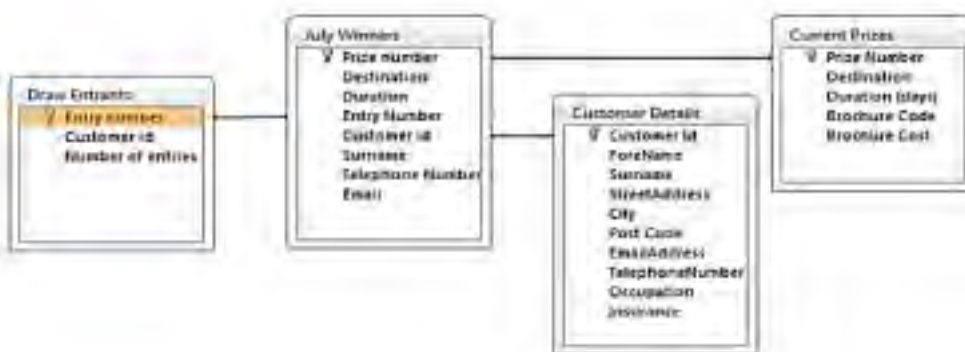 Draw Entrants
Entry number
Customer id
Number of entries
July Winners
Prize number
Destination
Duration
Entry Number
Customer id
Surname
Telephone Number
Email
Customer Details
Customer Id
ForeName
Surname
StreetAddress
City
Post Code
EmailAddress
TelephoneNumber
Occupation
Insurance
Current Prizes
Prize Number
Destination
Duration (days)
Brochure Code
Brochure Cost